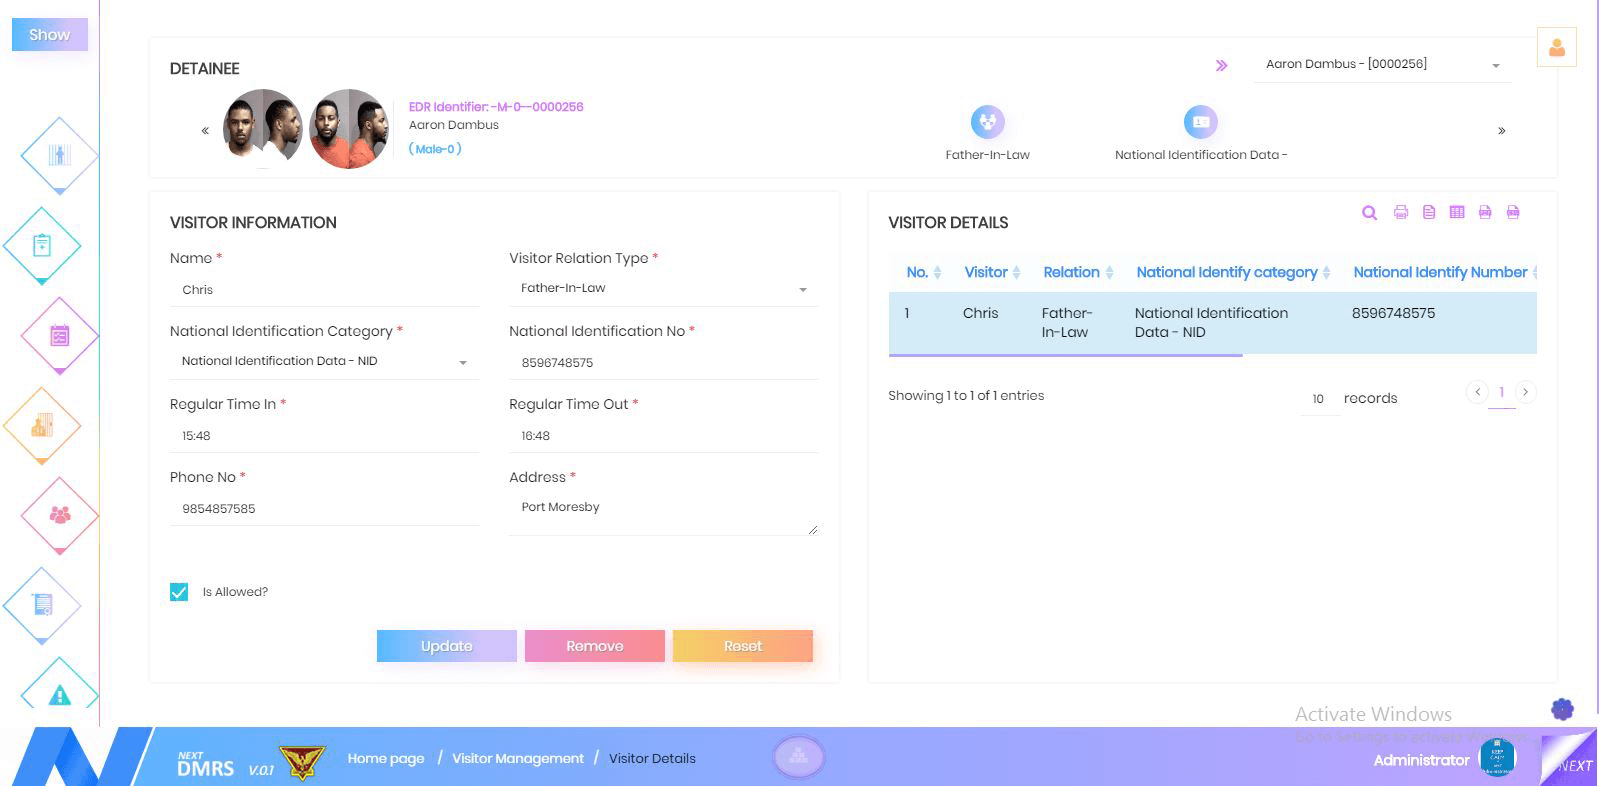 Show
DETAINEE
Aaron Dambus - [0000256]
«
EDR Identifier: -M-0--0000256
Aaron Dambus
( Male-0 )
Father-In-Law
National Identification Data -
»
VISITOR INFORMATION
Name *
Chris
Visitor Relation Type *
Father-In-Law
National Identification Category *
National Identification Data - NID
National Identification No *
8596748575
Regular Time In *
15:48
Regular Time Out *
16:48
Phone No *
9854857585
Address *
Port Moresby
Is Allowed?
Update
Remove
Reset
VISITOR DETAILS
No. Visitor Relation National Identify category National Identify Number
1 Chris Father-In-Law National Identification Data - NID 8596748575
Showing 1 to 1 of 1 entries
10 records
1
Activate Windows
Go to Settings to activate Windows.
NEXT
DMRS V.0.1
Home page / Visitor Management / Visitor Details
Administrator
KEEP
CALM
NEXT